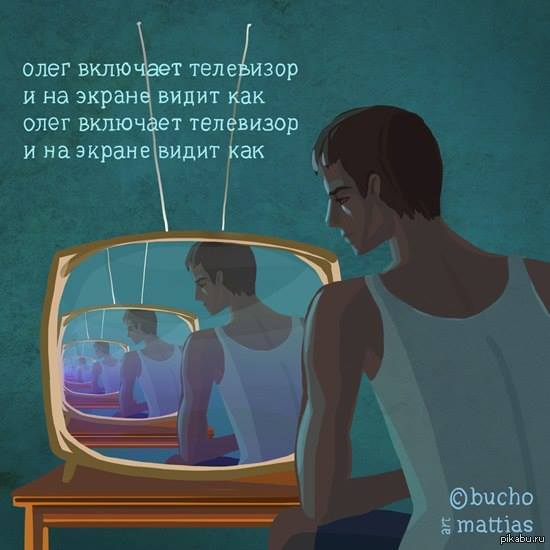 олег включает телевизор
и на экране видит как
олег включает телевизор
и на экране видит как
©bucho
art mattias
pikabu.ru